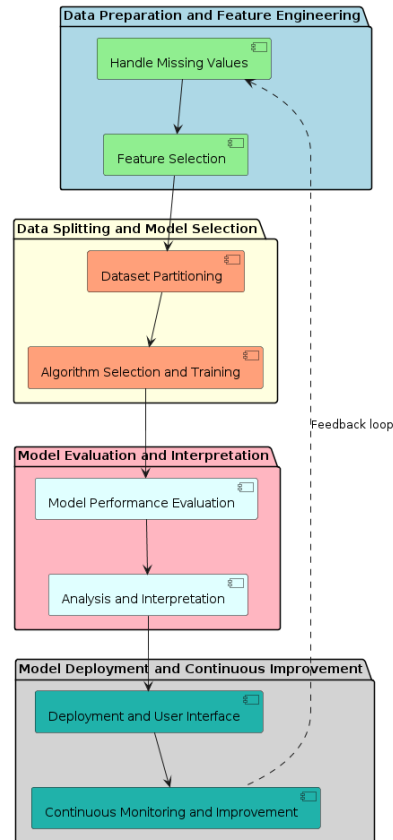 Data Preparation and Feature Engineering
Handle Missing Values
Feature Selection
Data Splitting and Model Selection
Dataset Partitioning
Algorithm Selection and Training
Feedback loop
Model Evaluation and Interpretation
Model Performance Evaluation
Analysis and Interpretation
Model Deployment and Continuous Improvement
Deployment and User Interface
Continuous Monitoring and Improvement